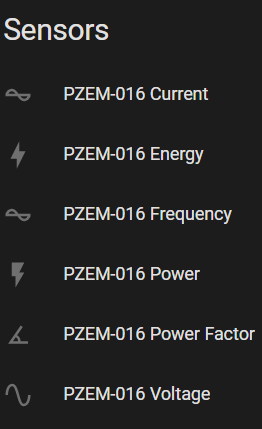 Sensors
PZEM-016 Current
PZEM-016 Energy
PZEM-016 Frequency
PZEM-016 Power
PZEM-016 Power Factor
PZEM-016 Voltage